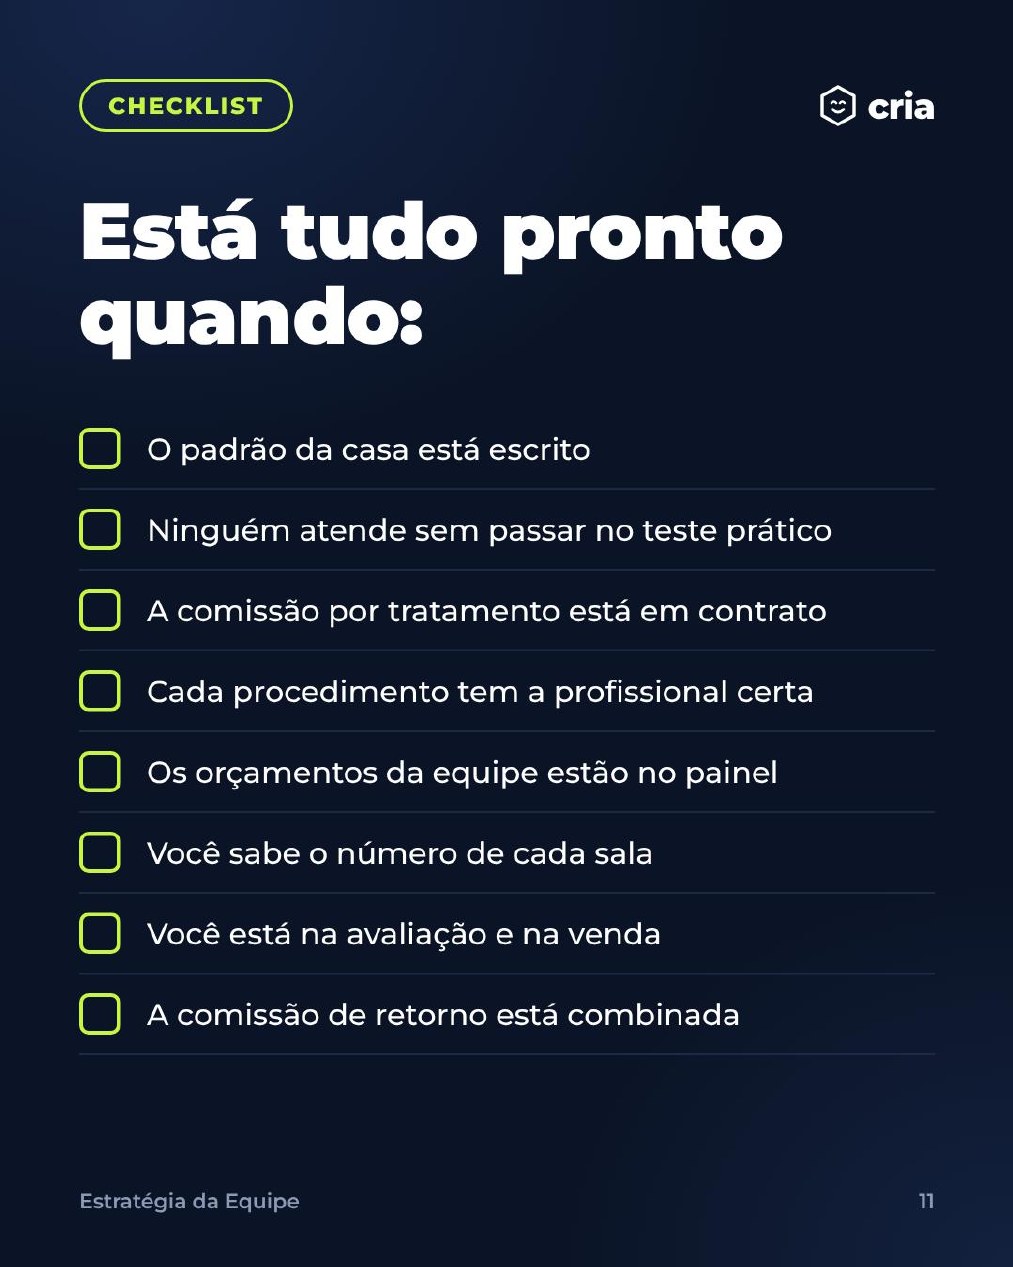 CHECKLIST
cria
Está tudo pronto
quando:
O padrão da casa está escrito
Ninguém atende sem passar no teste prático
A comissão por tratamento está em contrato
Cada procedimento tem a profissional certa
Os orçamentos da equipe estão no painel
Você sabe o número de cada sala
Você está na avaliação e na venda
A comissão de retorno está combinada
Estratégia da Equipe
11